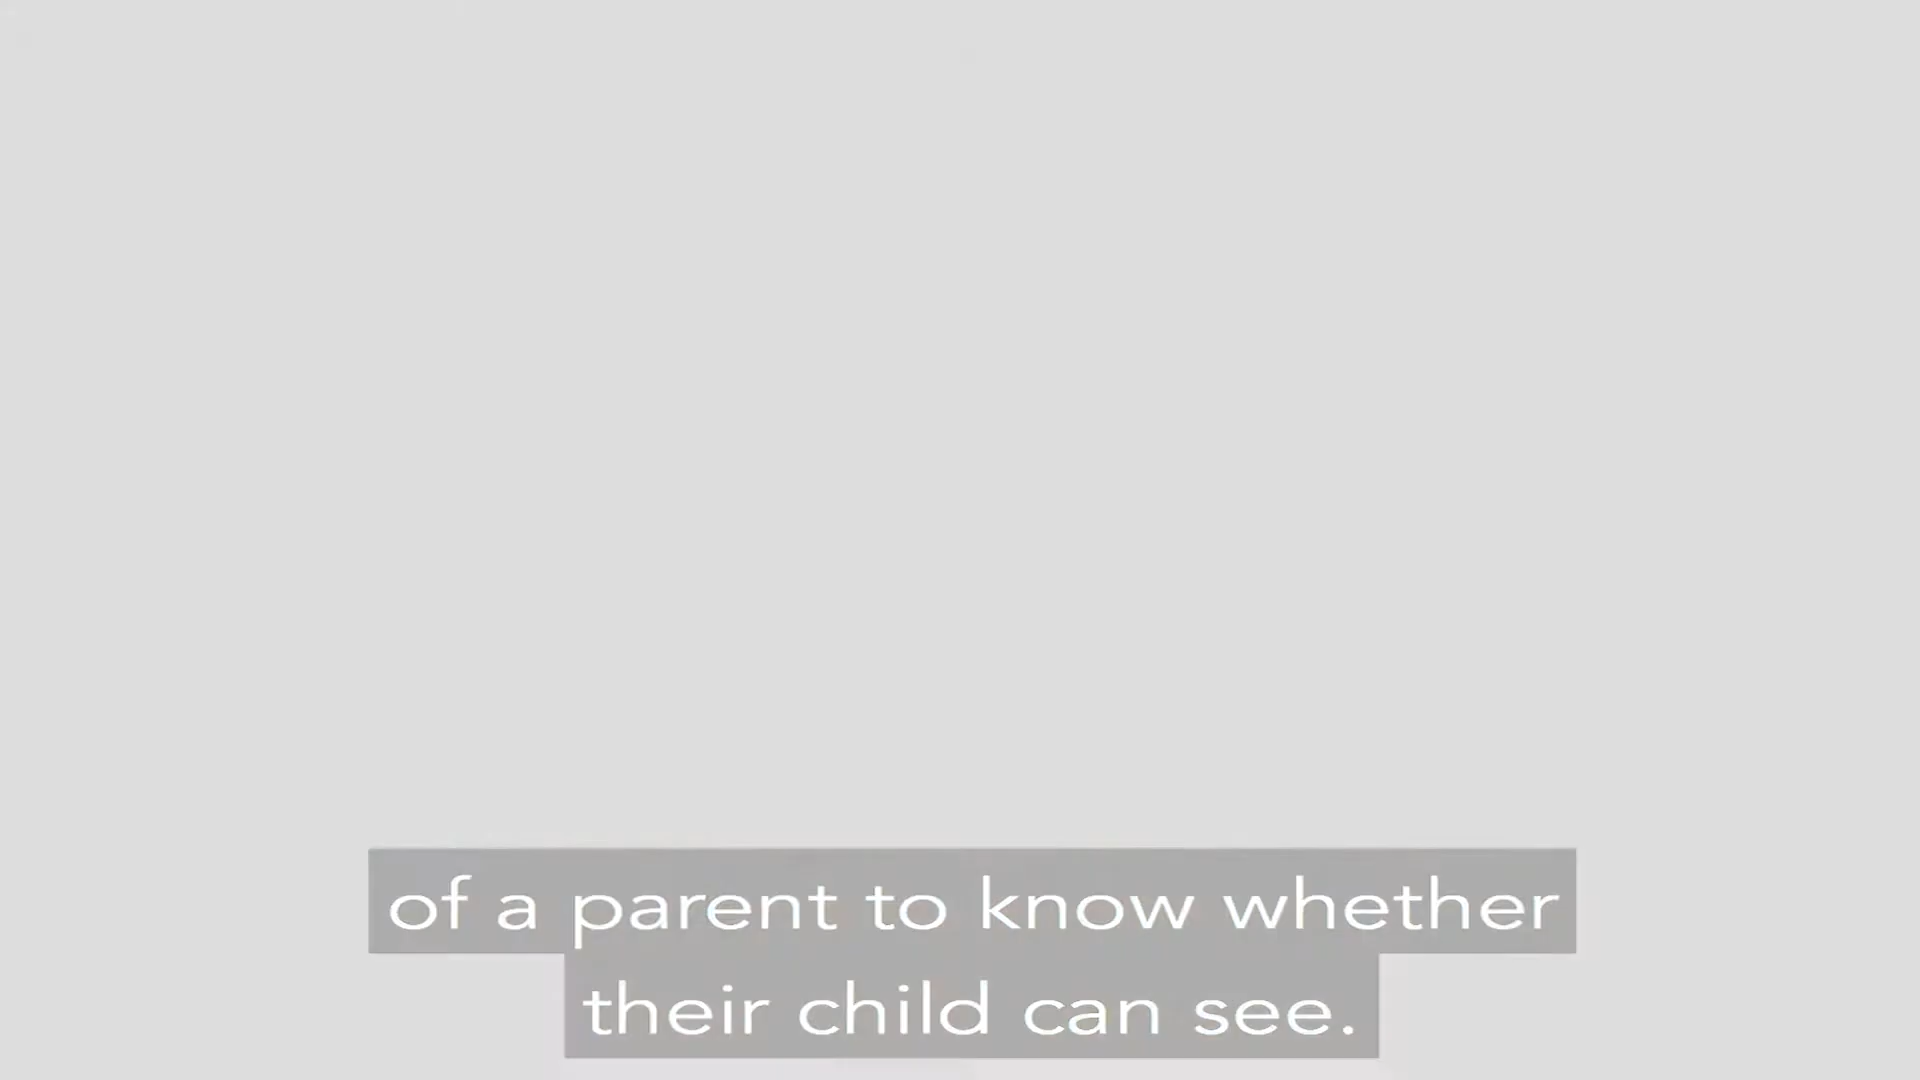 of a parent to know whether
their child can see.